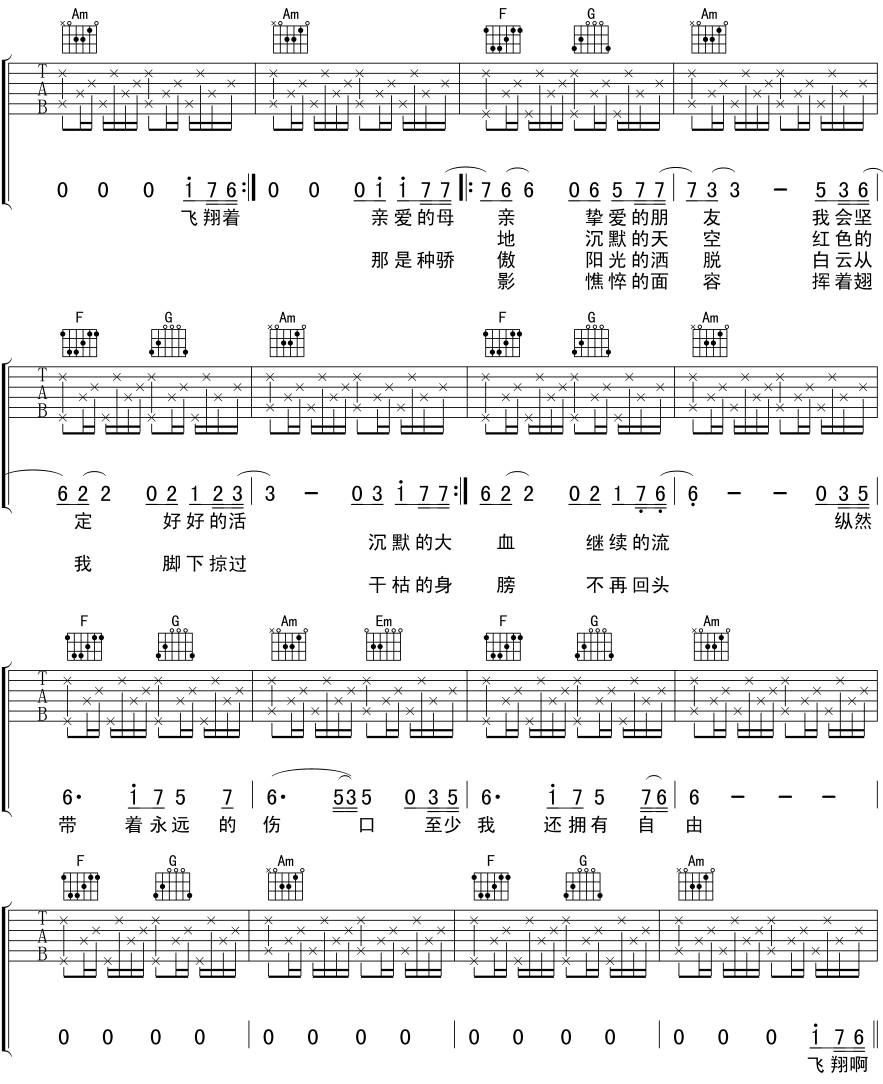 Am Am F G Am
T A B
0 0 0 1 7 6 :| 0 0 0 1 1 7 7 |: 7 6 6 0 6 5 7 7 | 7 3 3 - 5 3 6
飞翔着 亲爱的母 亲 挚爱的朋 友 我会坚
地 沉默的天 空 红色的
那是种骄 傲 阳光的洒 脱 白云从
影 憔悴的面 容 挥着翅
F G Am F G Am
T A B
6 2 2 0 2 1 2 3 | 3 - 0 3 1 7 7 :| 6 2 2 0 2 1 7 6 | 6 - - 0 3 5
定 好好的活 纵然
沉默的大 血 继续的流
我 脚下掠过
干枯的身 膀 不再回头
F G Am Em F G Am
T A B
6· 1 7 5 7 | 6· 5 3 5 0 3 5 | 6· 1 7 5 7 6 | 6 - - -
带 着永远 的 伤 口 至少 我 还拥有 自 由
F G Am F G Am
T A B
0 0 0 0 | 0 0 0 0 | 0 0 0 0 | 0 0 0 1 7 6 ||
飞翔啊